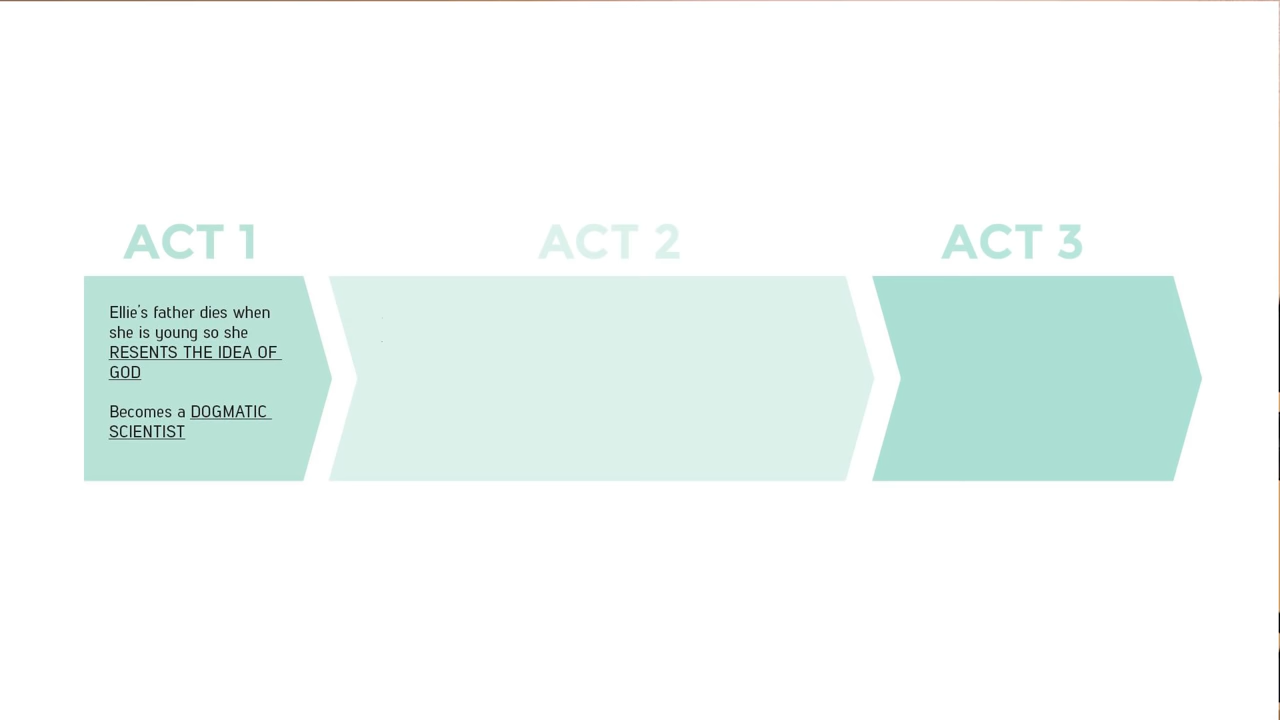 ACT 1
Ellie's father dies when
she is young so she
RESENTS THE IDEA OF
GOD
Becomes a DOGMATIC
SCIENTIST
ACT 2
ACT 3